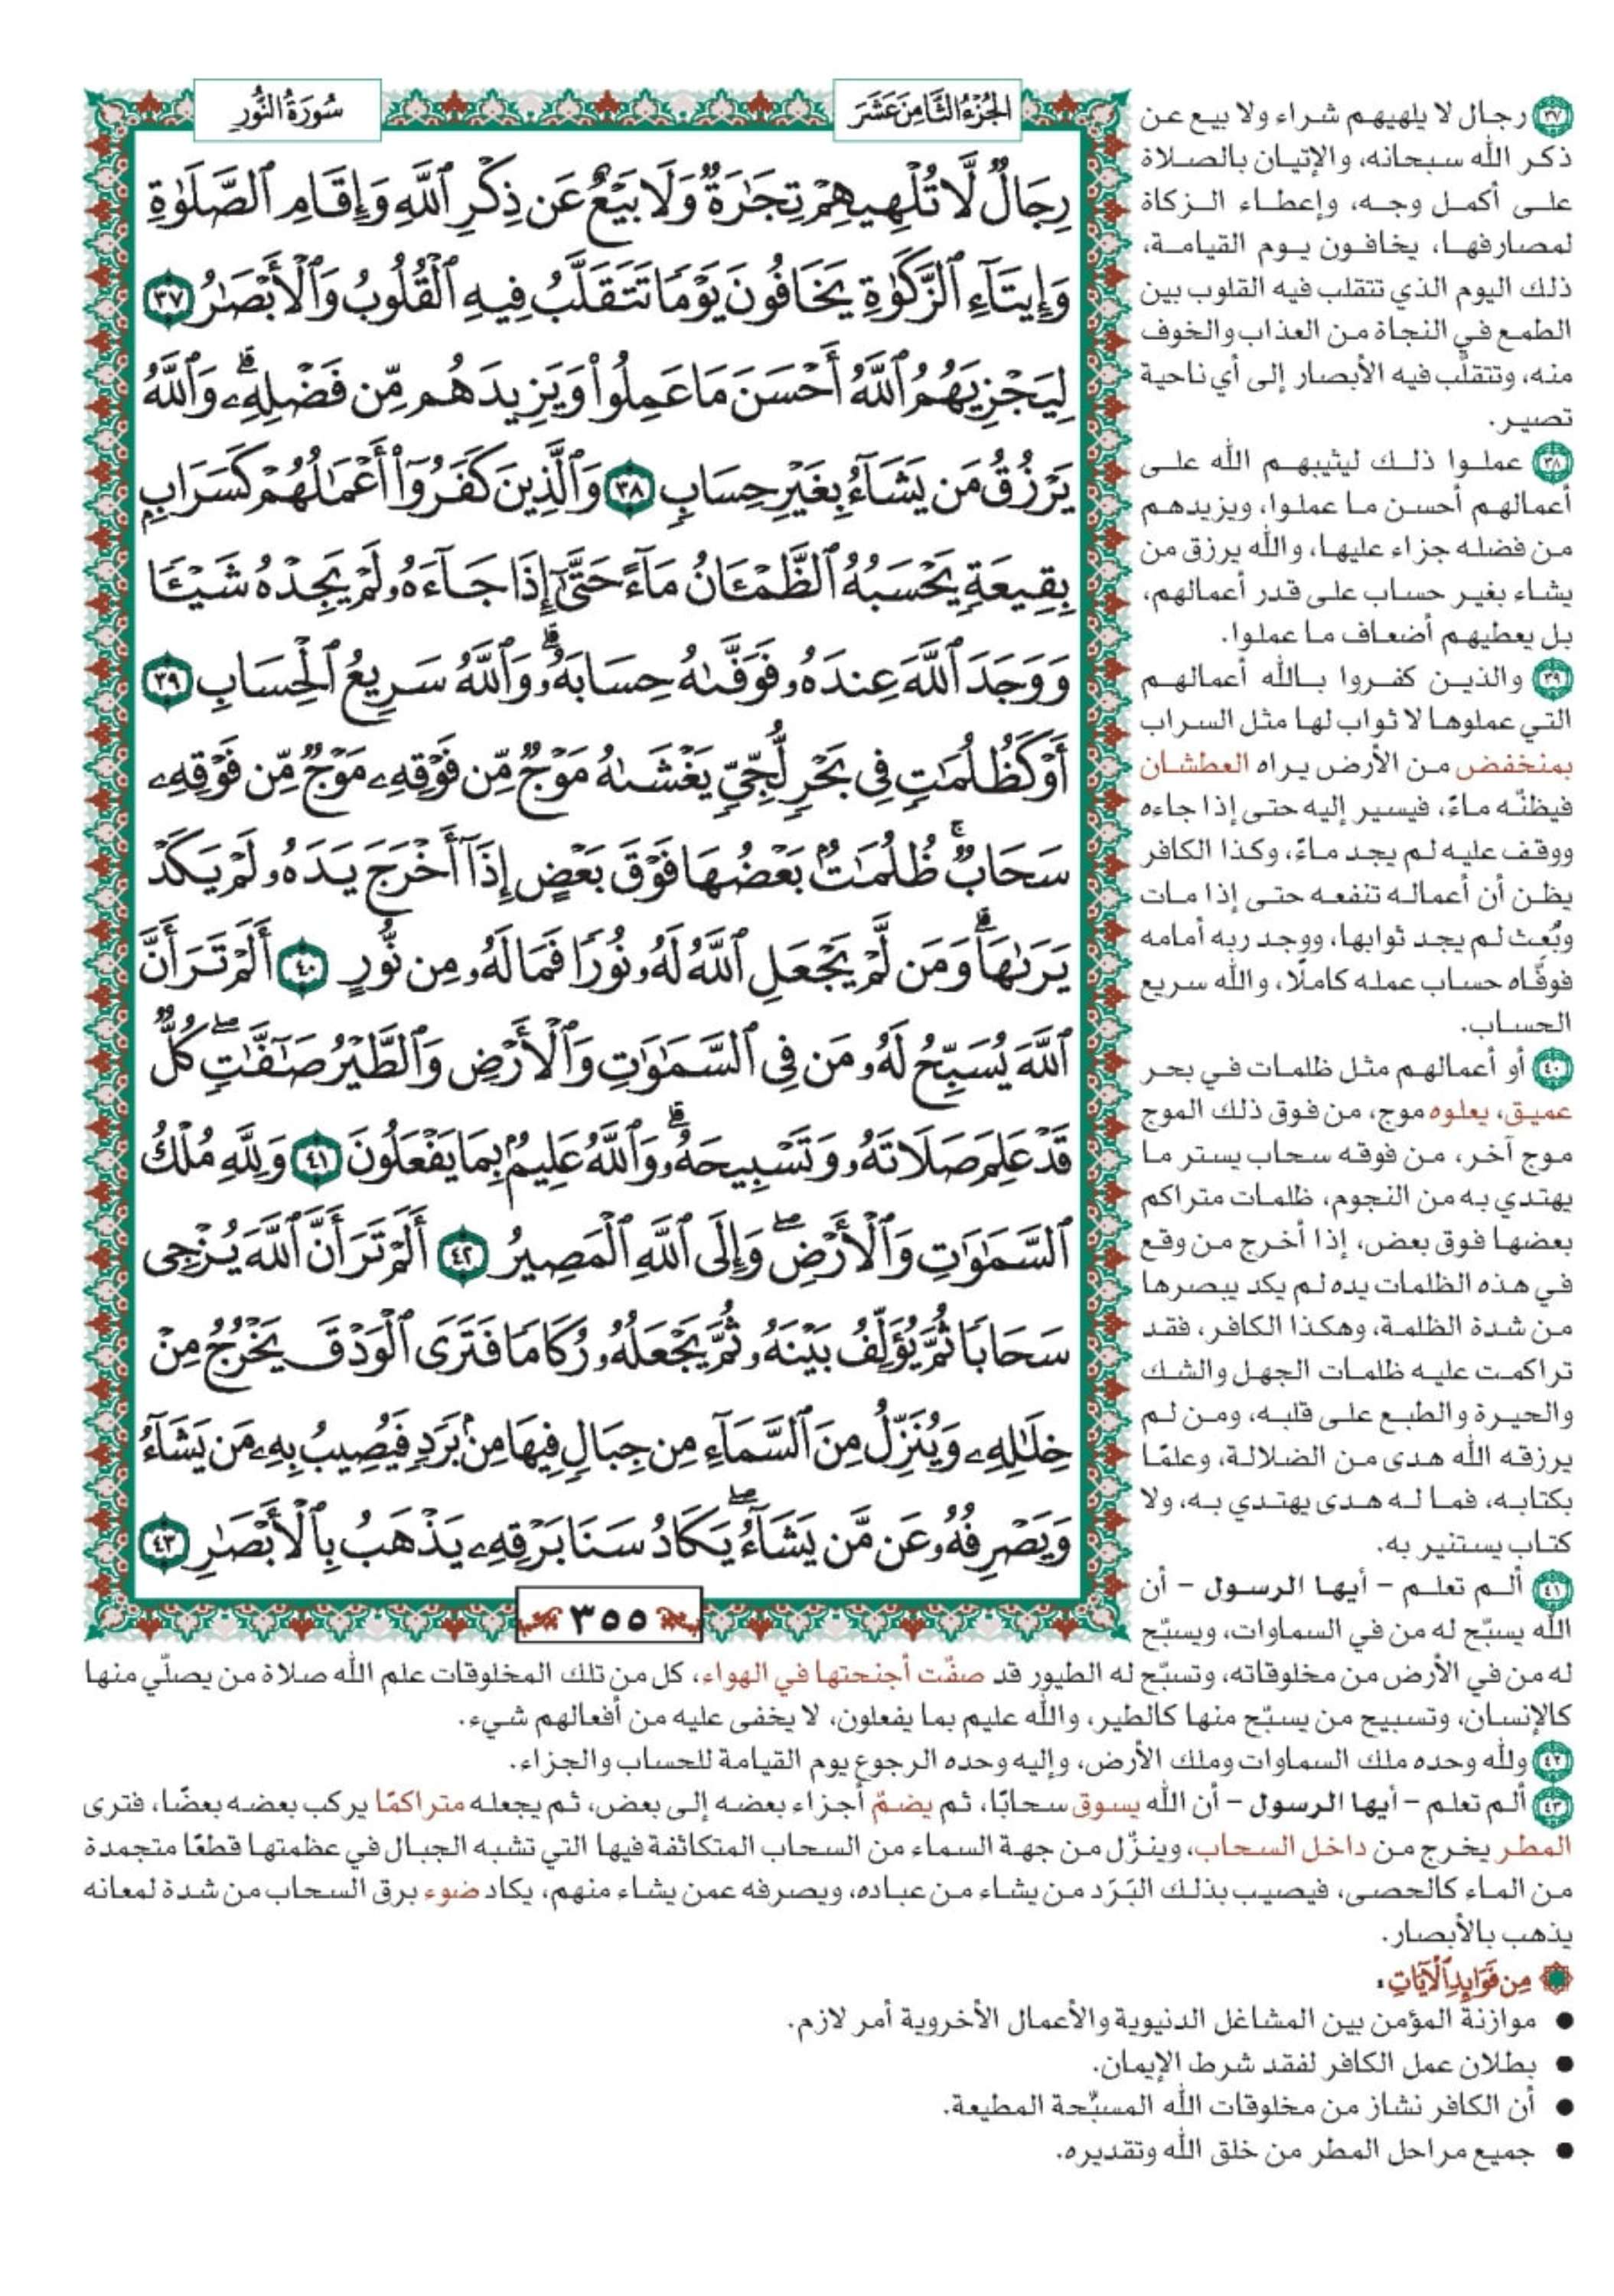 الجُزْءُ الثَّامِنَ عَشَرَ
سُورَةُ النُّورِ
رِجَالٌ لَّا تُلْهِيهِمْ تِجَٰرَةٌ وَلَا بَيْعٌ عَن ذِكْرِ ٱللَّهِ وَإِقَامِ ٱلصَّلَوٰةِ
وَإِيتَآءِ ٱلزَّكَوٰةِ يَخَافُونَ يَوْمًا تَتَقَلَّبُ فِيهِ ٱلْقُلُوبُ وَٱلْأَبْصَٰرُ ٣٧
لِيَجْزِيَهُمُ ٱللَّهُ أَحْسَنَ مَا عَمِلُوا۟ وَيَزِيدَهُم مِّن فَضْلِهِۦۗ وَٱللَّهُ
يَرْزُقُ مَن يَشَآءُ بِغَيْرِ حِسَابٍ ٣٨ وَٱلَّذِينَ كَفَرُوٓا۟ أَعْمَٰلُهُمْ كَسَرَابٍۭ
بِقِيعَةٍ يَحْسَبُهُ ٱلظَّمْـَٔانُ مَآءً حَتَّىٰٓ إِذَا جَآءَهُۥ لَمْ يَجِدْهُ شَيْـًٔا
وَوَجَدَ ٱللَّهَ عِندَهُۥ فَوَفَّىٰهُ حِسَابَهُۥۗ وَٱللَّهُ سَرِيعُ ٱلْحِسَابِ ٣٩
أَوْ كَظُلُمَٰتٍ فِى بَحْرٍ لُّجِّىٍّ يَغْشَىٰهُ مَوْجٌ مِّن فَوْقِهِۦ مَوْجٌ مِّن فَوْقِهِۦ
سَحَابٌۚ ظُلُمَٰتٌۢ بَعْضُهَا فَوْقَ بَعْضٍ إِذَآ أَخْرَجَ يَدَهُۥ لَمْ يَكَدْ
يَرَىٰهَاۗ وَمَن لَّمْ يَجْعَلِ ٱللَّهُ لَهُۥ نُورًا فَمَا لَهُۥ مِن نُّورٍ ٤٠ أَلَمْ تَرَ أَنَّ
ٱللَّهَ يُسَبِّحُ لَهُۥ مَن فِى ٱلسَّمَٰوَٰتِ وَٱلْأَرْضِ وَٱلطَّيْرُ صَٰٓفَّٰتٍۖ كُلٌّ
قَدْ عَلِمَ صَلَاتَهُۥ وَتَسْبِيحَهُۥۗ وَٱللَّهُ عَلِيمٌۢ بِمَا يَفْعَلُونَ ٤١ وَلِلَّهِ مُلْكُ
ٱلسَّمَٰوَٰتِ وَٱلْأَرْضِۖ وَإِلَى ٱللَّهِ ٱلْمَصِيرُ ٤٢ أَلَمْ تَرَ أَنَّ ٱللَّهَ يُزْجِى
سَحَابًا ثُمَّ يُؤَلِّفُ بَيْنَهُۥ ثُمَّ يَجْعَلُهُۥ رُكَامًا فَتَرَى ٱلْوَدْقَ يَخْرُجُ مِنْ
خِلَٰلِهِۦ وَيُنَزِّلُ مِنَ ٱلسَّمَآءِ مِن جِبَالٍ فِيهَا مِنۢ بَرَدٍ فَيُصِيبُ بِهِۦ مَن يَشَآءُ
وَيَصْرِفُهُۥ عَن مَّن يَشَآءُۖ يَكَادُ سَنَا بَرْقِهِۦ يَذْهَبُ بِٱلْأَبْصَٰرِ ٤٣
٣٥٥
٣٧ رجال لا يلهيهم شراء ولا بيع عن
ذكر الله سبحانه، والإتيان بالصلاة
على أكمل وجه، وإعطاء الزكاة
لمصارفها، يخافون يوم القيامة،
ذلك اليوم الذي تتقلب فيه القلوب بين
الطمع في النجاة من العذاب والخوف
منه، وتتقلَّب فيه الأبصار إلى أي ناحية
تصير.
٣٨ عملوا ذلك ليثيبهم الله على
أعمالهم أحسن ما عملوا، ويزيدهم
من فضله جزاء عليها، والله يرزق من
يشاء بغير حساب على قدر أعمالهم،
بل يعطيهم أضعاف ما عملوا.
٣٩ والذين كفروا بالله أعمالهم
التي عملوها لا ثواب لها مثل السراب
بمنخفض من الأرض يراه العطشان
فيظنّه ماءً، فيسير إليه حتى إذا جاءه
ووقف عليه لم يجد ماءً، وكذا الكافر
يظن أن أعماله تنفعه حتى إذا مات
وبُعِث لم يجد ثوابها، ووجد ربه أمامه
فوفَّاه حساب عمله كاملًا، والله سريع
الحساب.
٤٠ أو أعمالهم مثل ظلمات في بحر
عميق، يعلوه موج، من فوق ذلك الموج
موج آخر، من فوقه سحاب يستر ما
يهتدي به من النجوم، ظلمات متراكم
بعضها فوق بعض، إذا أخرج من وقع
في هذه الظلمات يده لم يكد يبصرها
من شدة الظلمة، وهكذا الكافر، فقد
تراكمت عليه ظلمات الجهل والشك
والحيرة والطبع على قلبه، ومن لم
يرزقه الله هدى من الضلالة، وعلمًا
بكتابه، فما له هدى يهتدي به، ولا
كتاب يستنير به.
٤١ ألم تعلم - أيها الرسول - أن
الله يسبّح له من في السماوات، ويسبّح
له من في الأرض من مخلوقاته، وتسبّح له الطيور قد صفّت أجنحتها في الهواء، كل من تلك المخلوقات علم الله صلاة من يصلّي منها
كالإنسان، وتسبيح من يسبّح منها كالطير، والله عليم بما يفعلون، لا يخفى عليه من أفعالهم شيء.
٤٢ ولله وحده ملك السماوات وملك الأرض، وإليه وحده الرجوع يوم القيامة للحساب والجزاء.
٤٣ ألم تعلم - أيها الرسول - أن الله يسوق سحابًا، ثم يضمّ أجزاء بعضه إلى بعض، ثم يجعله متراكمًا يركب بعضه بعضًا، فترى
المطر يخرج من داخل السحاب، وينزّل من جهة السماء من السحاب المتكاثفة فيها التي تشبه الجبال في عظمتها قطعًا متجمدة
من الماء كالحصى، فيصيب بذلك البَرَد من يشاء من عباده، ويصرفه عمن يشاء منهم، يكاد ضوء برق السحاب من شدة لمعانه
يذهب بالأبصار.
مِن فَوَائِدِ الْآيَاتِ:
• موازنة المؤمن بين المشاغل الدنيوية والأعمال الأخروية أمر لازم.
• بطلان عمل الكافر لفقد شرط الإيمان.
• أن الكافر نشاز من مخلوقات الله المسبِّحة المطيعة.
• جميع مراحل المطر من خلق الله وتقديره.